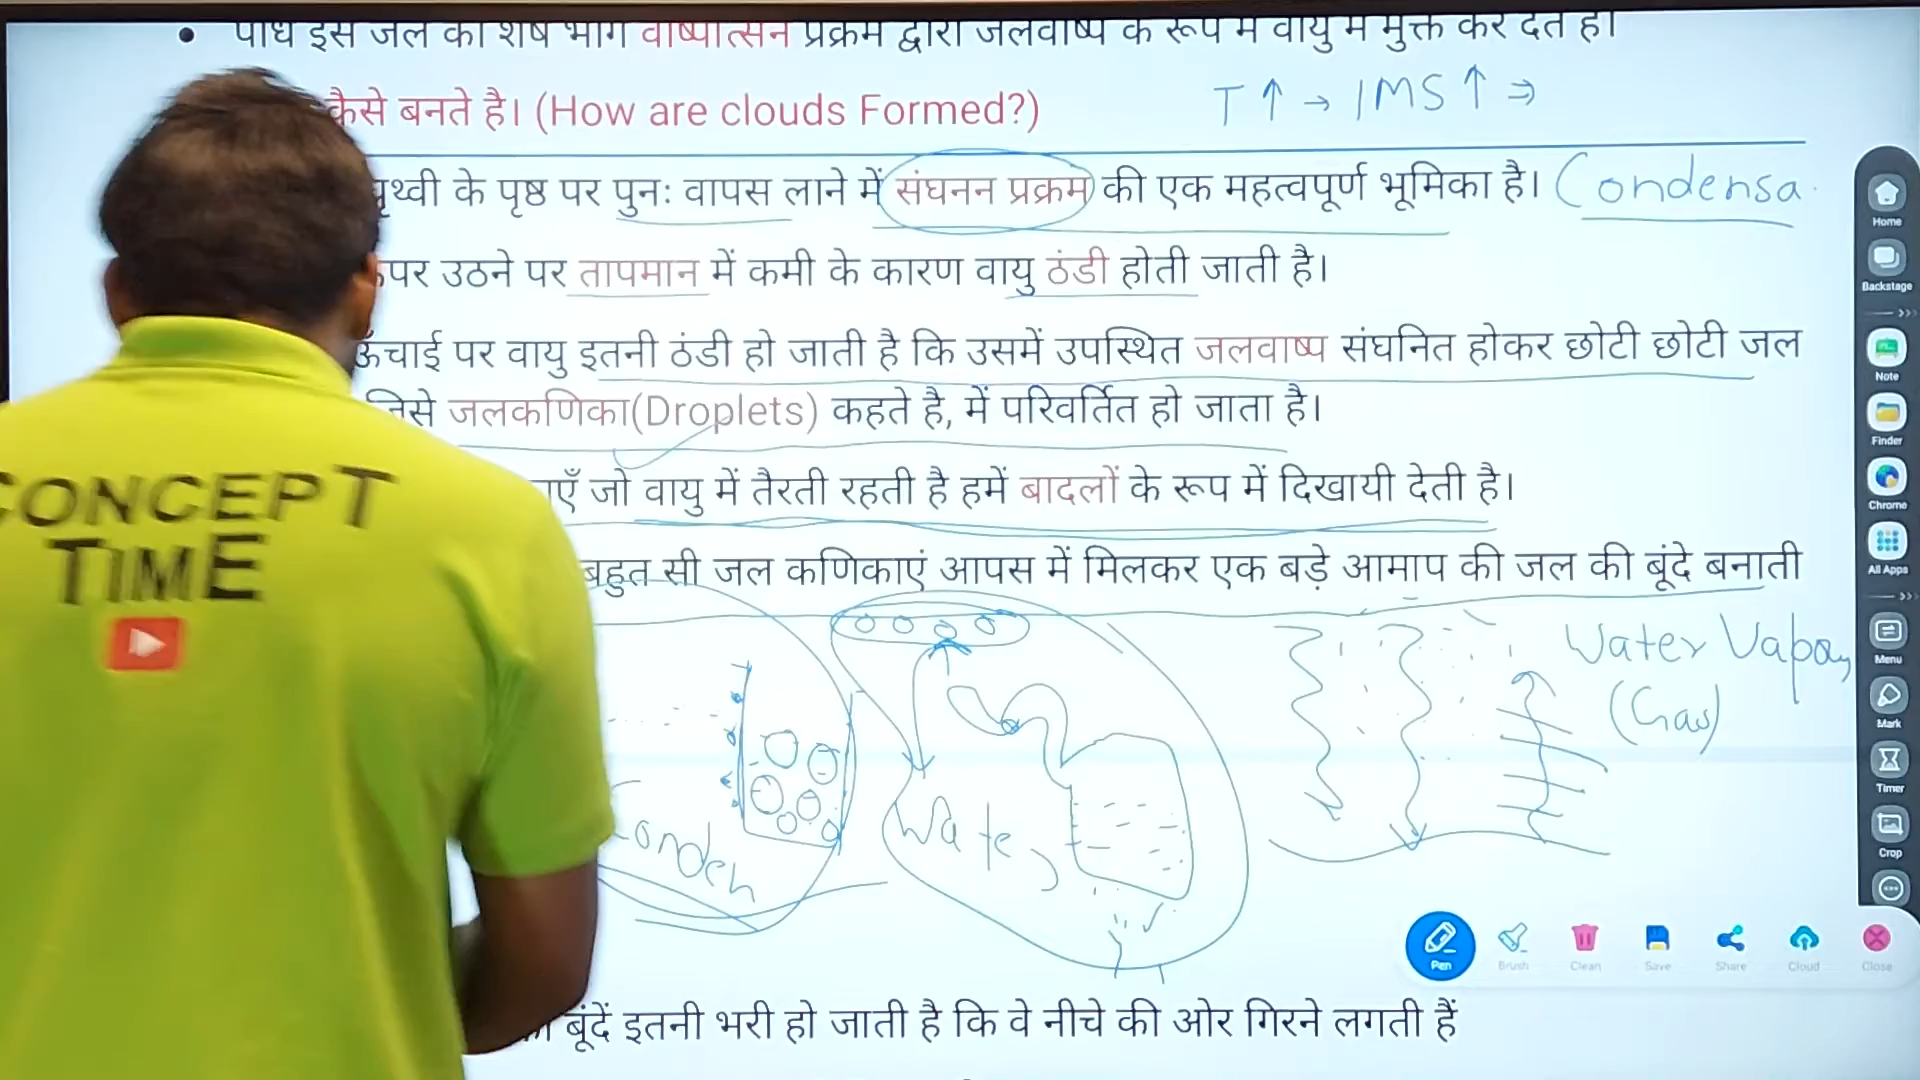 पौधे इस जल का शेष भाग वाष्पोत्सर्जन प्रक्रम द्वारा जलवाष्प के रूप में वायु में मुक्त कर देते हैं।
कैसे बनते है। (How are clouds Formed?)
T ↑ → IMS ↑ ⇒
पृथ्वी के पृष्ठ पर पुनः वापस लाने में संघनन प्रक्रम की एक महत्वपूर्ण भूमिका है। Condensa
ऊपर उठने पर तापमान में कमी के कारण वायु ठंडी होती जाती है।
ऊँचाई पर वायु इतनी ठंडी हो जाती है कि उसमें उपस्थित जलवाष्प संघनित होकर छोटी छोटी जल
जिसे जलकणिका(Droplets) कहते है, में परिवर्तित हो जाता है।
जो वायु में तैरती रहती है हमें बादलों के रूप में दिखायी देती है।
बहुत सी जल कणिकाएं आपस में मिलकर एक बड़े आमाप की जल की बूंदे बनाती
Water Vapour
(Gas)
Conden
Water
बूंदें इतनी भरी हो जाती है कि वे नीचे की ओर गिरने लगती हैं
CONCEPT
TIME
Home
Backstage
Note
Finder
Chrome
All Apps
Menu
Mark
Timer
Crop
Pen
Brush
Clean
Save
Share
Cloud
Close